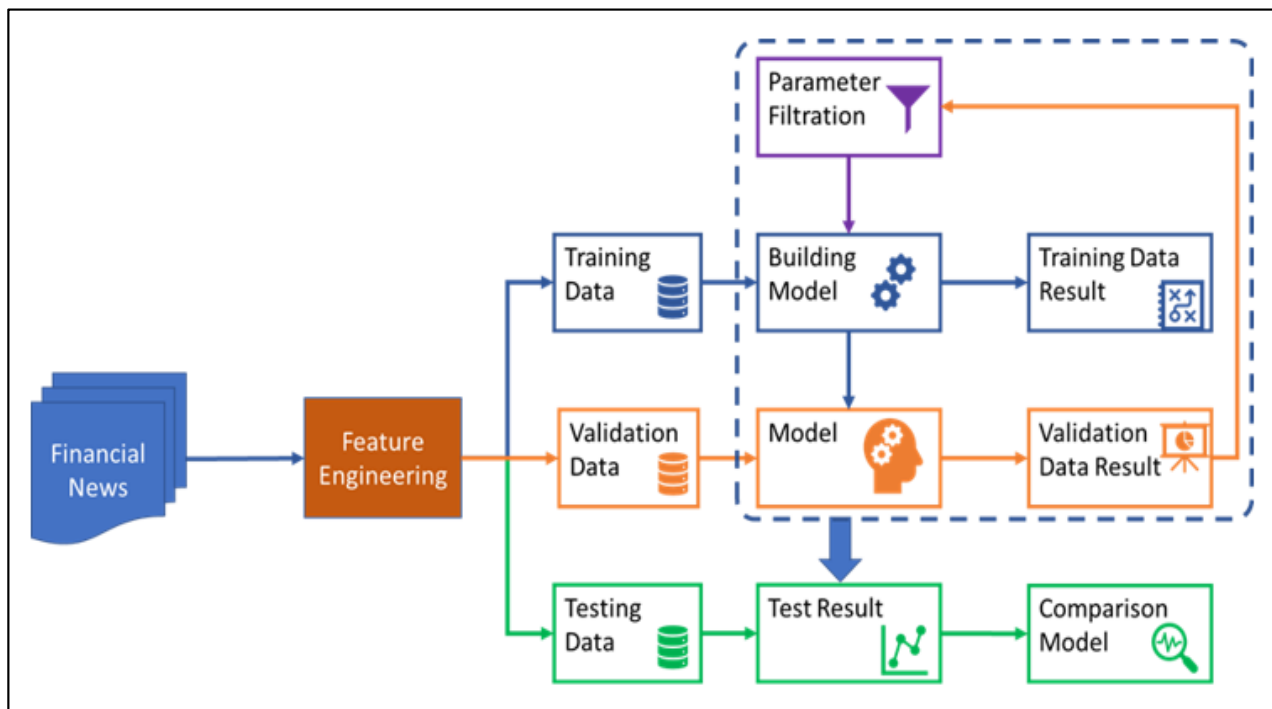 Parameter
Filtration
Training
Data
Building
Model
Training Data
Result
Financial
News
Feature
Engineering
Validation
Data
Model
Validation
Data Result
Testing
Data
Test Result
Comparison
Model